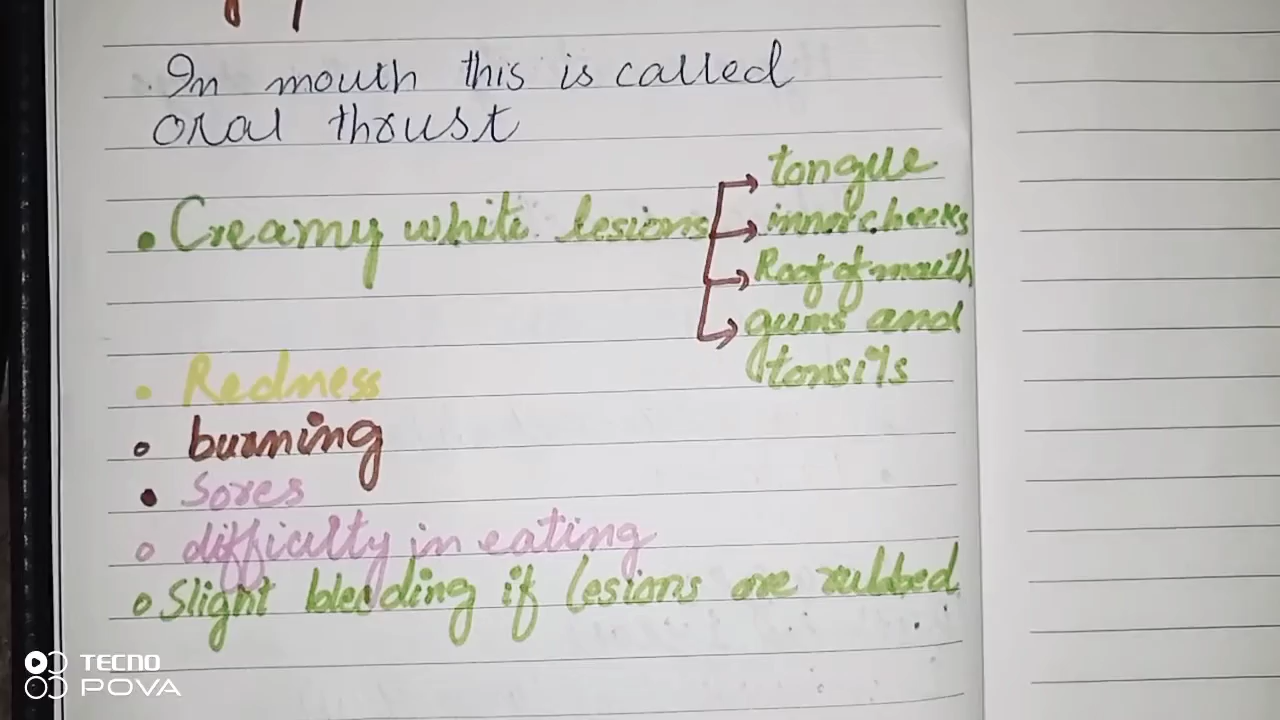 In mouth this is called
oral thrust
• Creamy white lesions
tongue
inner cheeks
Roof of mouth
gums and
tonsils
• Redness
• burning
• Sores
• difficulty in eating
• Slight bleeding if lesions are rubbed
TECNO
POVA